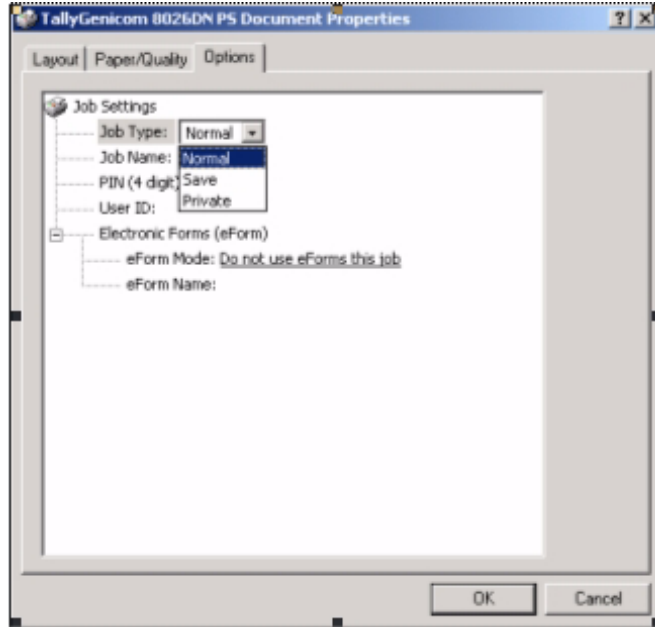 TallyGenicom 8026DN PS Document Properties
Layout Paper/Quality Options
Job Settings
Job Type: Normal
Job Name: Normal
PIN (4 digit) Save
User ID: Private
Electronic Forms (eForm)
eForm Mode: Do not use eForms this job
eForm Name:
OK Cancel